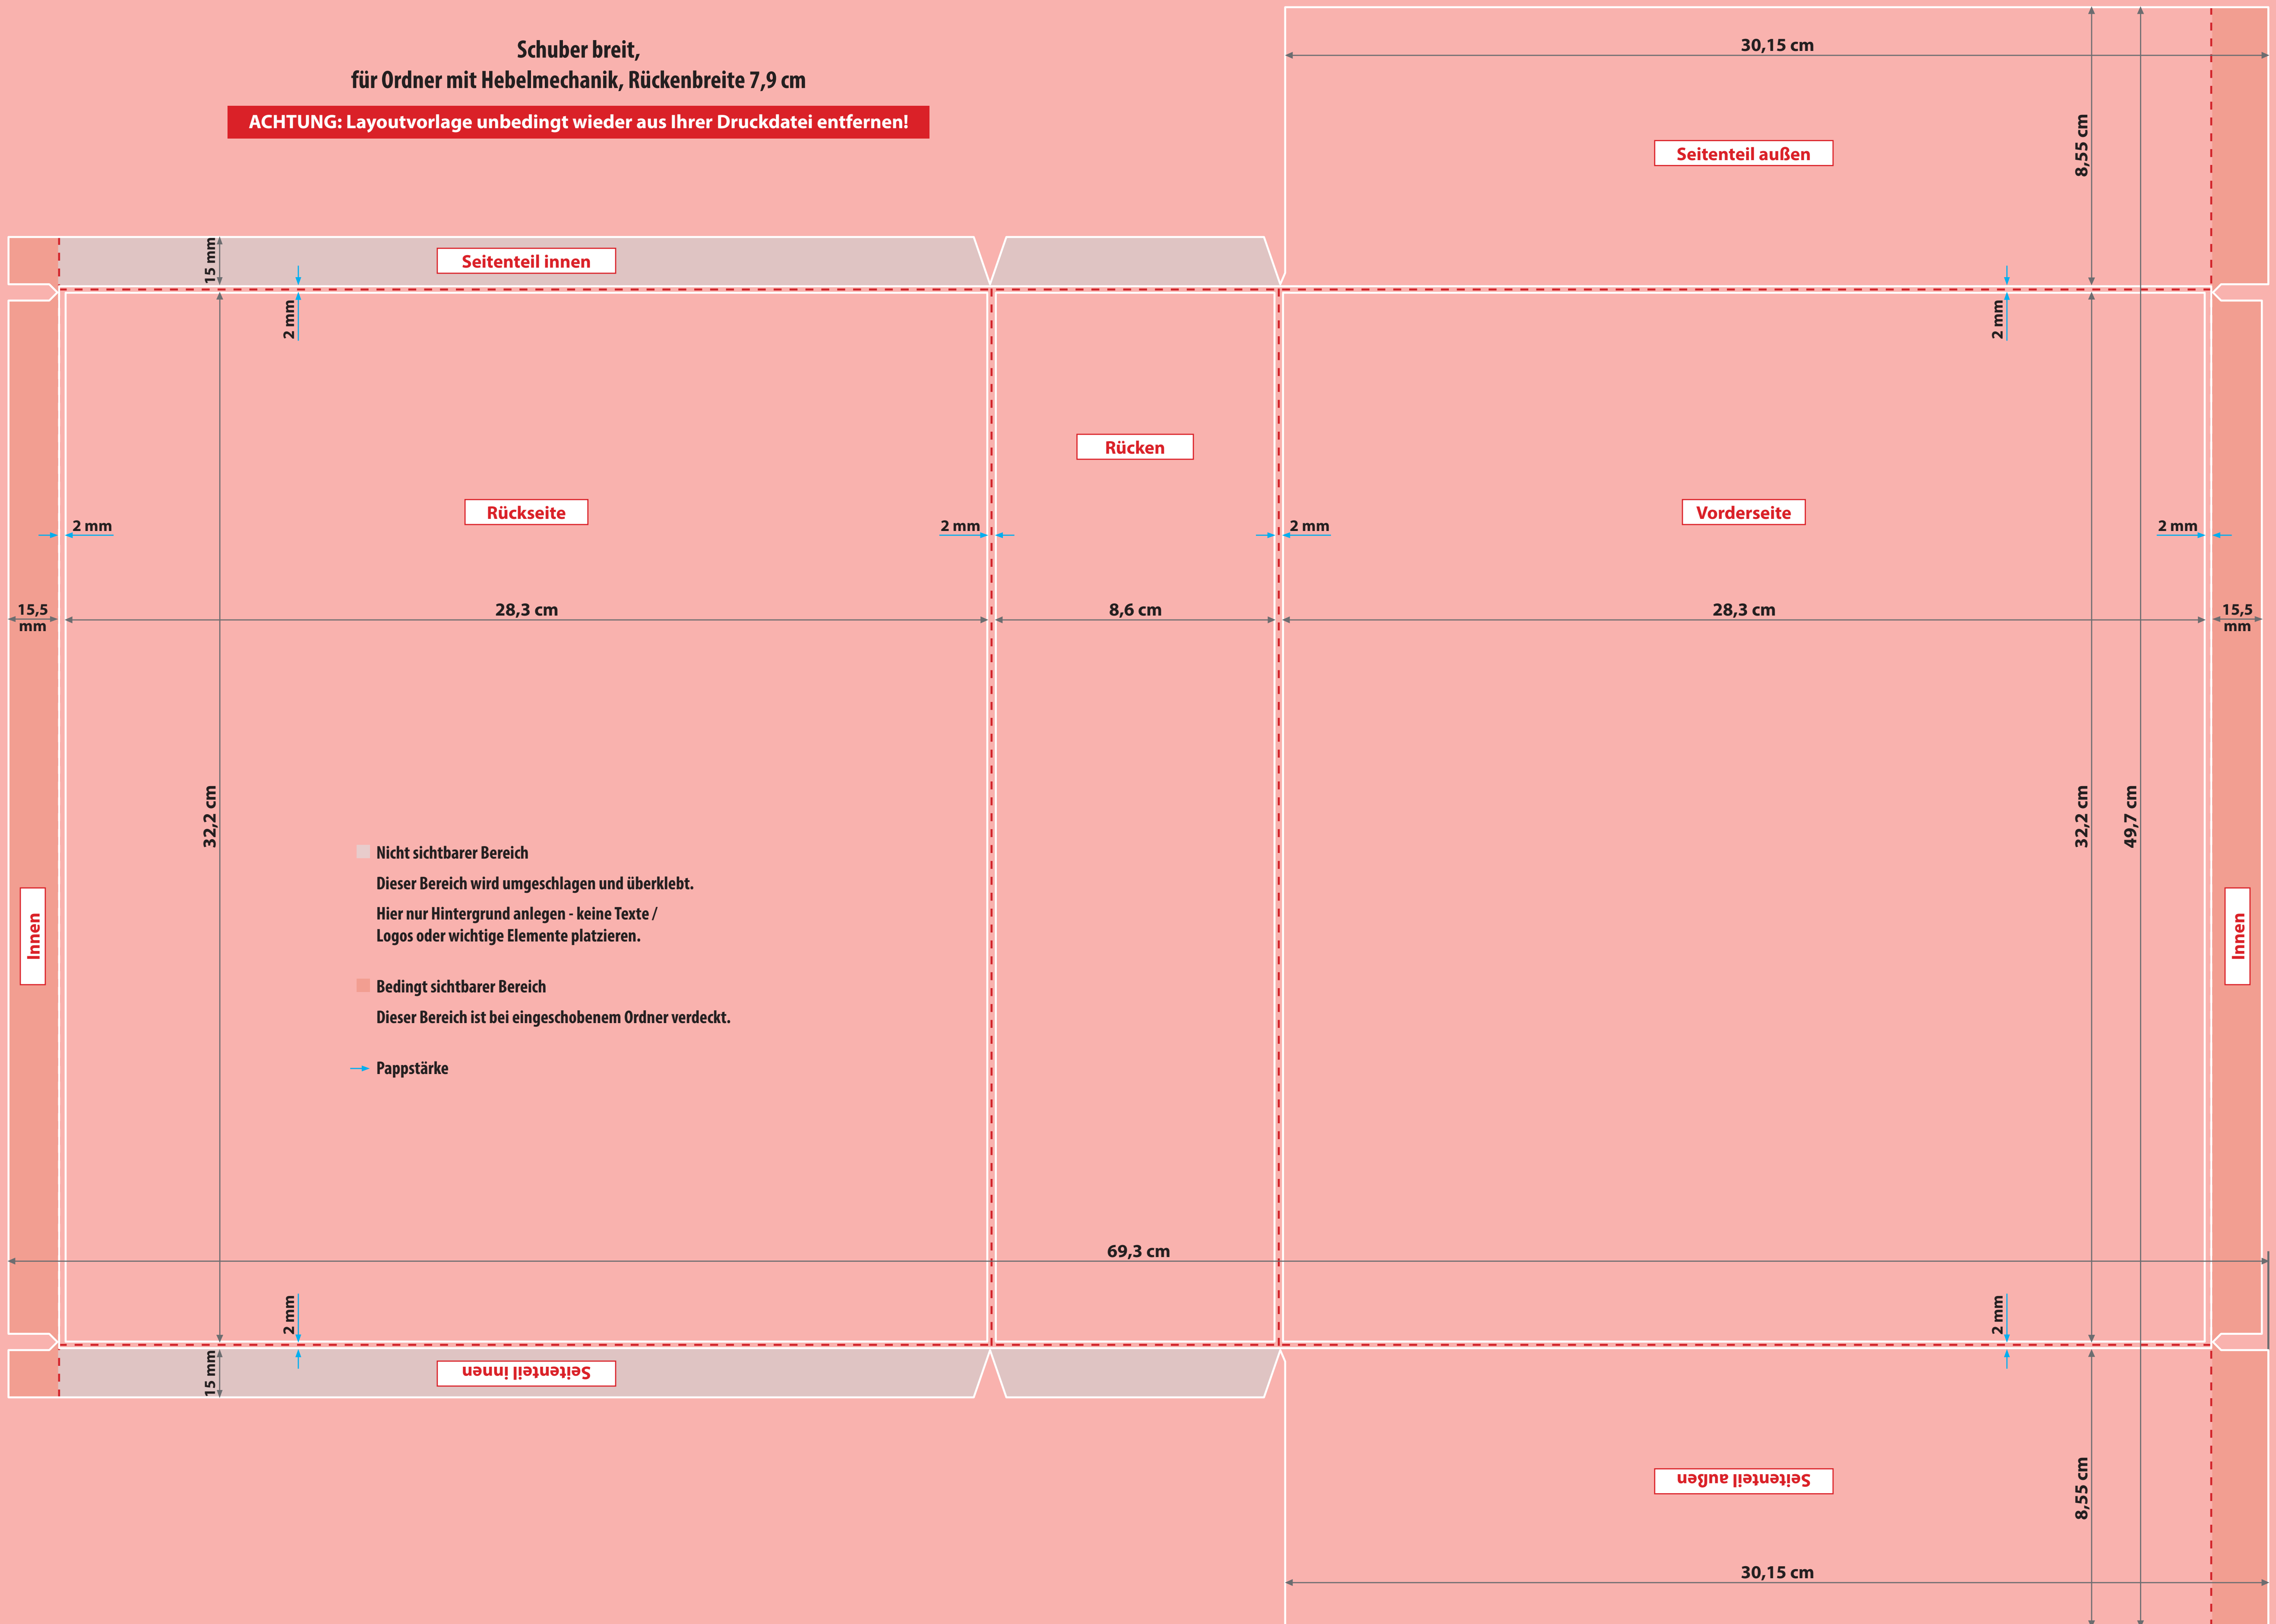 Schuber breit,
für Ordner mit Hebelmechanik, Rückenbreite 7,9 cm
ACHTUNG: Layoutvorlage unbedingt wieder aus Ihrer Druckdatei entfernen!
30,15 cm
8,55 cm
Seitenteil außen
15 mm
Seitenteil innen
2 mm
2 mm
Rücken
Rückseite
Vorderseite
2 mm
2 mm
2 mm
2 mm
15,5
mm
28,3 cm
8,6 cm
28,3 cm
15,5
mm
32,2 cm
32,2 cm
49,7 cm
Nicht sichtbarer Bereich
Dieser Bereich wird umgeschlagen und überklebt.
Hier nur Hintergrund anlegen - keine Texte /
Logos oder wichtige Elemente platzieren.
Innen
Innen
Bedingt sichtbarer Bereich
Dieser Bereich ist bei eingeschobenem Ordner verdeckt.
Pappstärke
69,3 cm
2 mm
2 mm
15 mm
Seitenteil innen
Seitenteil außen
8,55 cm
30,15 cm